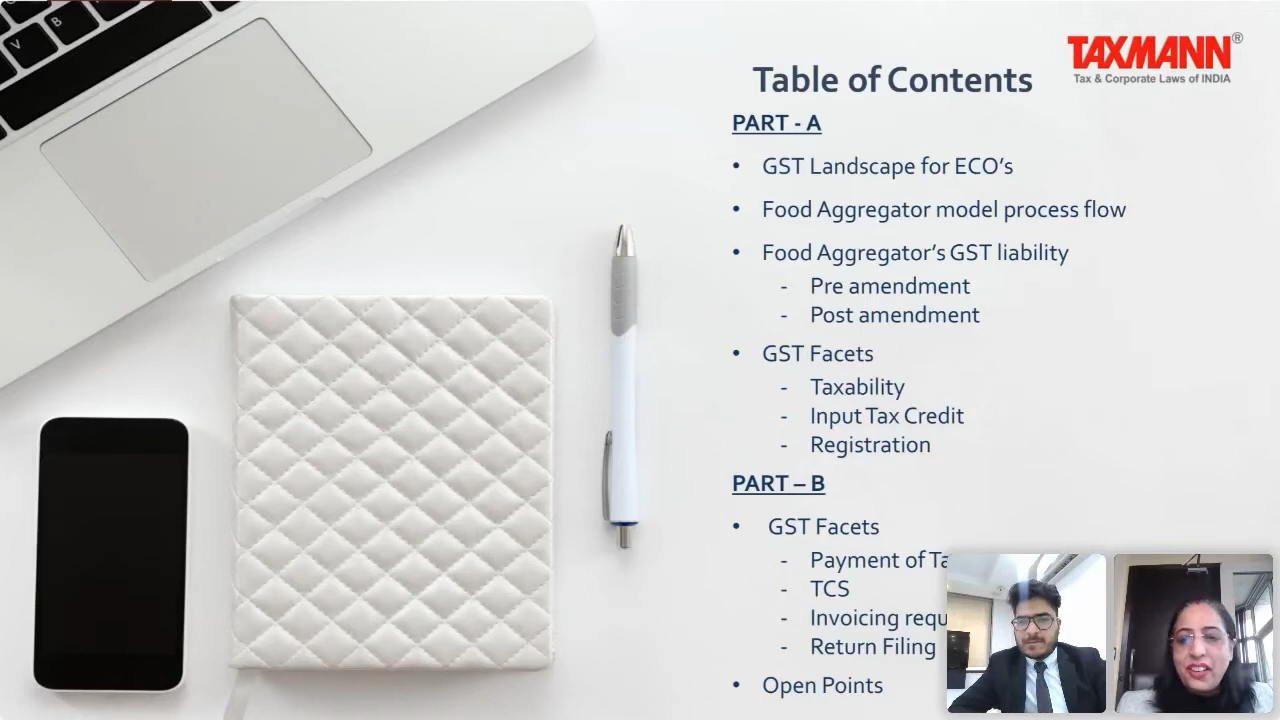 TAXMANN®
Tax & Corporate Laws of INDIA
Table of Contents
PART - A
• GST Landscape for ECO's
• Food Aggregator model process flow
• Food Aggregator's GST liability
- Pre amendment
- Post amendment
• GST Facets
- Taxability
- Input Tax Credit
- Registration
PART – B
• GST Facets
- Payment of
- TCS
- Invoicing
- Return Filing
• Open Points
V
B